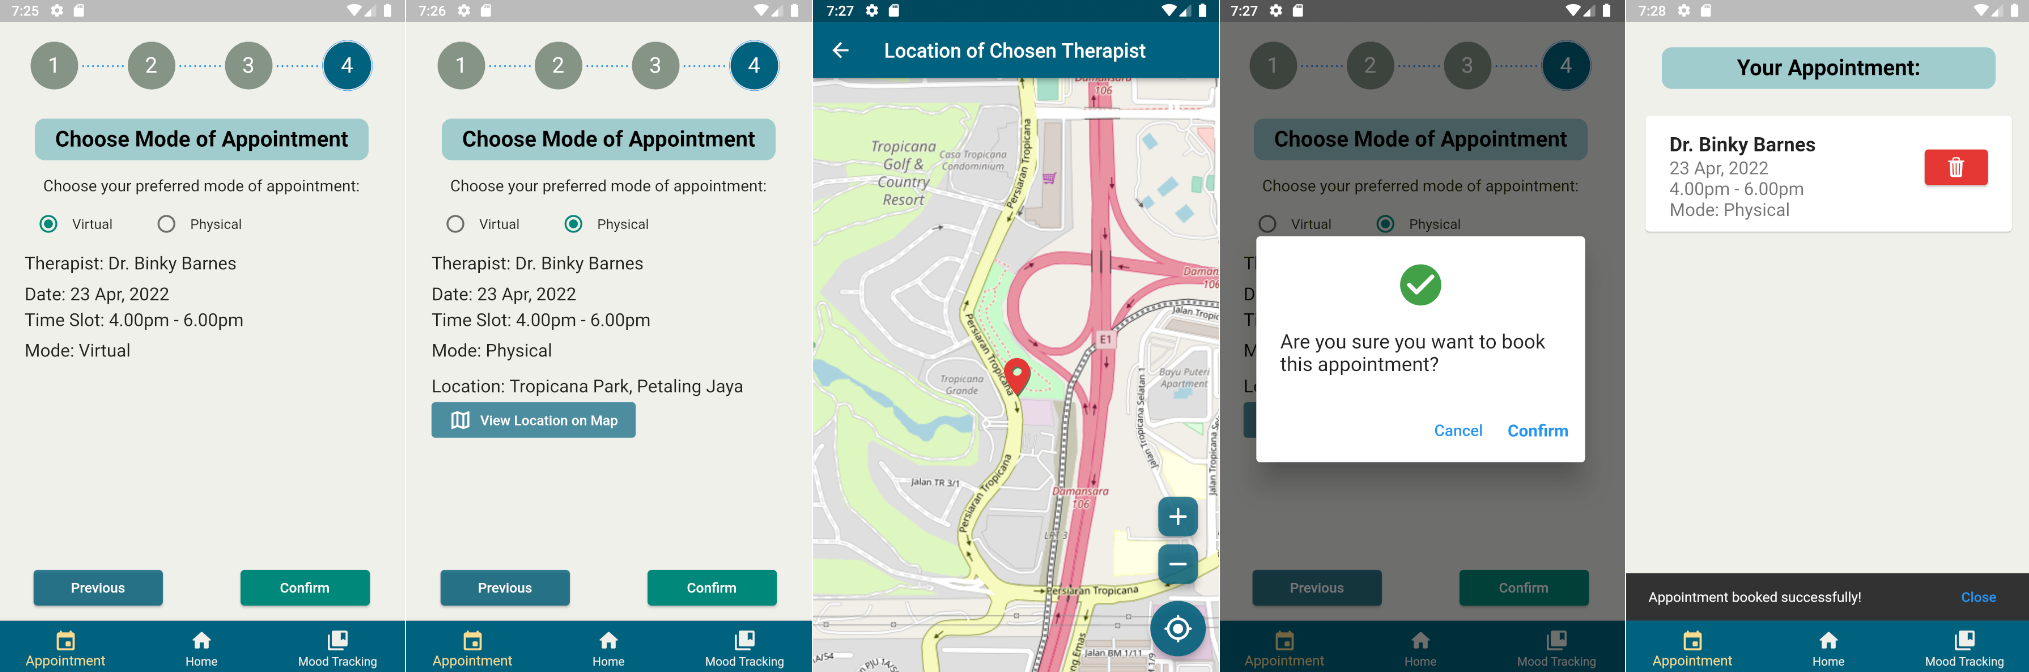 7:25
1
2
3
4
Choose Mode of Appointment
Choose your preferred mode of appointment:
Virtual
Physical
Therapist: Dr. Binky Barnes
Date: 23 Apr, 2022
Time Slot: 4.00pm - 6.00pm
Mode: Virtual
Previous
Confirm
Appointment
Home
Mood Tracking
7:26
1
2
3
4
Choose Mode of Appointment
Choose your preferred mode of appointment:
Virtual
Physical
Therapist: Dr. Binky Barnes
Date: 23 Apr, 2022
Time Slot: 4.00pm - 6.00pm
Mode: Physical
Location: Tropicana Park, Petaling Jaya
View Location on Map
Previous
Confirm
Appointment
Home
Mood Tracking
7:27
Location of Chosen Therapist
Damansara
106
Tropicana
Golf &
Country
Resort
Casa Tropicana
Condominium
Persiaran Tropicana
Persiaran Tropicana
E1
Tropicana
Grande
Bayu Puteri
Apartment
Jalan Tropicana Selatan 1
Jalan TR 3/1
Damansara
106
Persiaran Tropicana
LRT 3
Persiaran Tropicana
Jalan BM 1/11
7:27
1
2
3
4
Choose Mode of Appointment
Choose your preferred mode of appointment:
Virtual
Physical
Are you sure you want to book
this appointment?
Cancel
Confirm
Previous
Confirm
Appointment
Home
Mood Tracking
7:28
Your Appointment:
Dr. Binky Barnes
23 Apr, 2022
4.00pm - 6.00pm
Mode: Physical
Appointment booked successfully!
Close
Appointment
Home
Mood Tracking